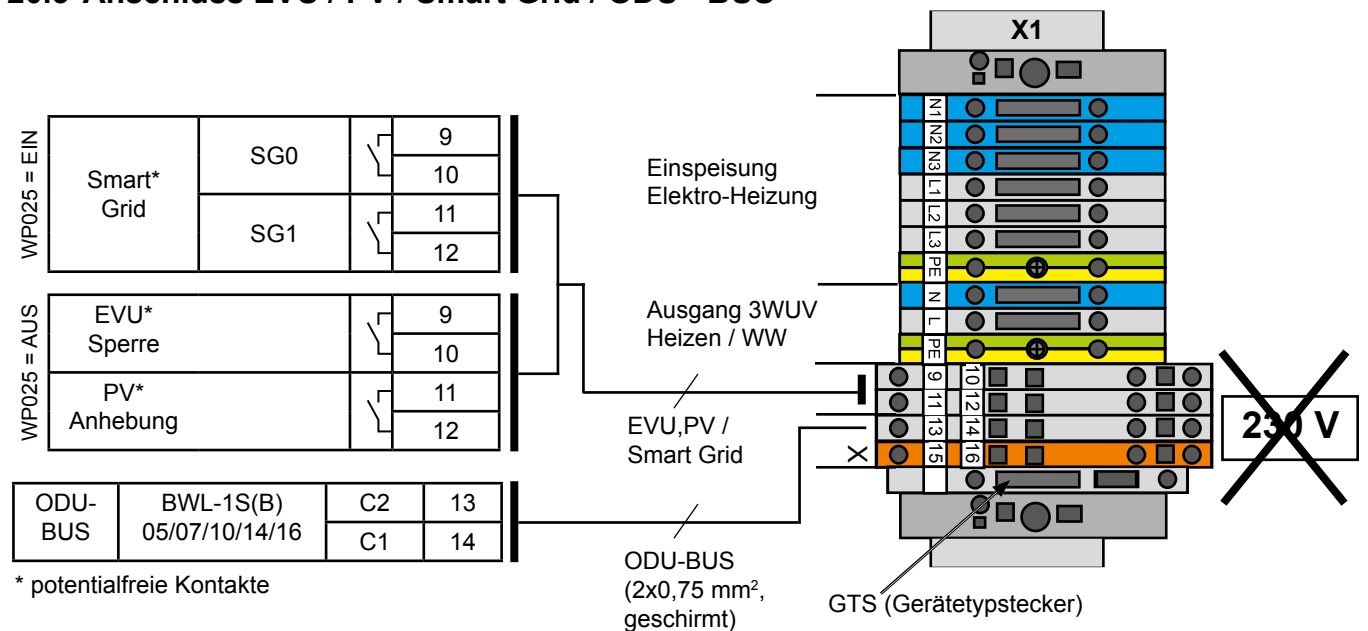 X1
WP025 = EIN
Smart*
Grid
SG0
9
10
SG1
11
12
WP025 = AUS
EVU*
Sperre
9
10
PV*
Anhebung
11
12
ODU-
BUS
BWL-1S(B)
05/07/10/14/16
C2
13
C1
14
* potentialfreie Kontakte
Einspeisung
Elektro-Heizung
Ausgang 3WUV
Heizen / WW
EVU,PV /
Smart Grid
ODU-BUS
(2x0,75 mm²,
geschirmt)
N1
N2
N3
L1
L2
L3
PE
N
L
PE
9 10
11 12
13 14
X 15 16
230 V
GTS (Gerätetypstecker)